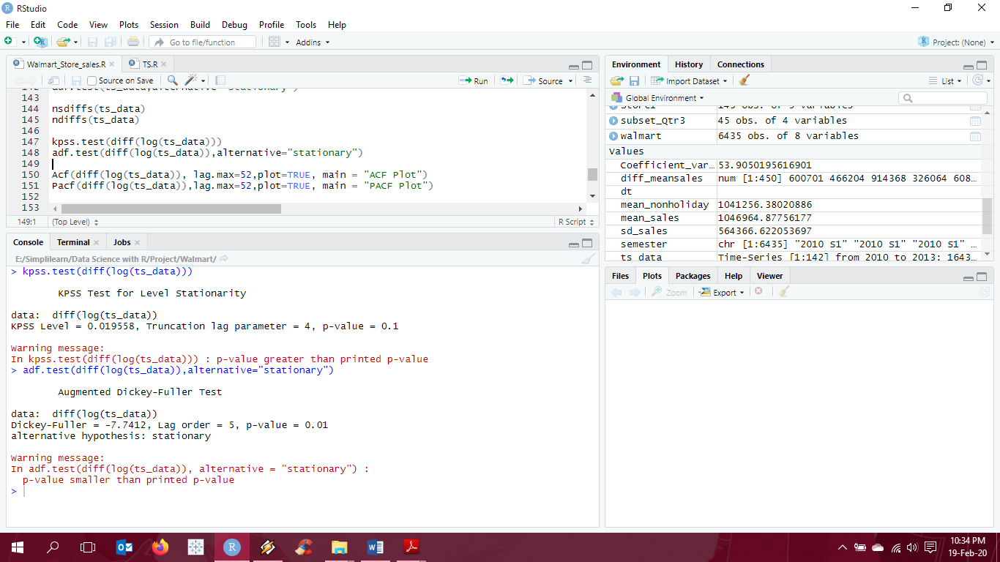 RStudio
File Edit Code View Plots Session Build Debug Profile Tools Help
Go to file/function Addins Project: (None)
Walmart_Store_sales.R TS.R
Source on Save Run Source
143
144 nsdiffs(ts_data)
145 ndiffs(ts_data)
146
147 kpss.test(diff(log(ts_data)))
148 adf.test(diff(log(ts_data)),alternative="stationary")
149
150 Acf(diff(log(ts_data)), lag.max=52,plot=TRUE, main = "ACF Plot")
151 Pacf(diff(log(ts_data)),lag.max=52,plot=TRUE, main = "PACF Plot")
152
153
149:1 (Top Level) R Script
Console Terminal Jobs
E:/Simplilearn/Data Science with R/Project/Walmart/
> kpss.test(diff(log(ts_data)))
KPSS Test for Level Stationarity
data: diff(log(ts_data))
KPSS Level = 0.019558, Truncation lag parameter = 4, p-value = 0.1
Warning message:
In kpss.test(diff(log(ts_data))) : p-value greater than printed p-value
> adf.test(diff(log(ts_data)),alternative="stationary")
Augmented Dickey-Fuller Test
data: diff(log(ts_data))
Dickey-Fuller = -7.7412, Lag order = 5, p-value = 0.01
alternative hypothesis: stationary
Warning message:
In adf.test(diff(log(ts_data)), alternative = "stationary") :
p-value smaller than printed p-value
>
Environment History Connections
Import Dataset List
Global Environment
subset_Qtr3 45 obs. of 4 variables
walmart 6435 obs. of 8 variables
Values
Coefficient_var… 53.9050195616901
diff_meansales num [1:450] 600701 466204 914368 326064 608…
dt
mean_nonholiday 1041256.38020886
mean_sales 1046964.87756177
sd_sales 564366.622053697
semester chr [1:6435] "2010 S1" "2010 S1" "2010 S1" …
ts_data Time-Series [1:142] from 2010 to 2013: 1643…
Files Plots Packages Help Viewer
Zoom Export
10:34 PM
19-Feb-20